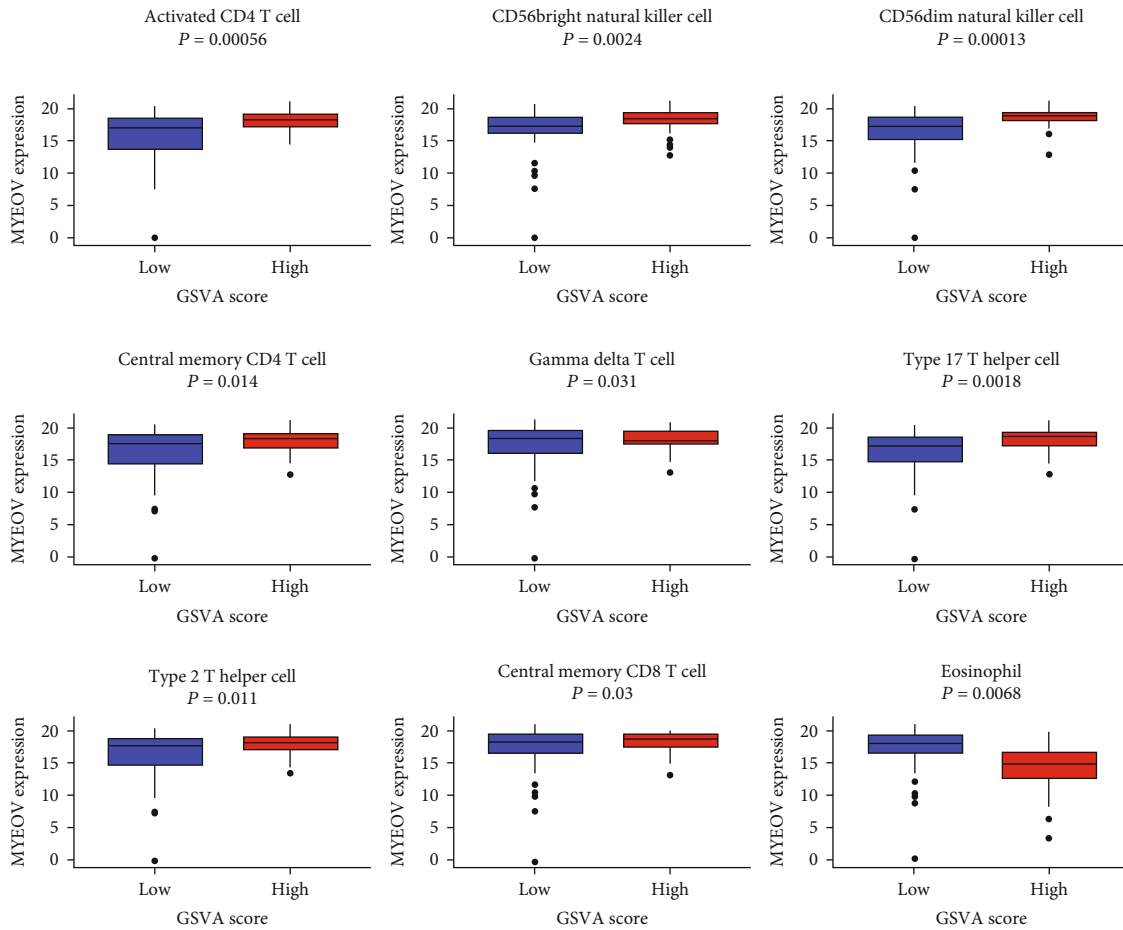 Activated CD4 T cell
P = 0.00056
MYEOV expression
20
15
10
5
0
Low
High
GSVA score
CD56bright natural killer cell
P = 0.0024
MYEOV expression
20
15
10
5
0
Low
High
GSVA score
CD56dim natural killer cell
P = 0.00013
MYEOV expression
20
15
10
5
0
Low
High
GSVA score
Central memory CD4 T cell
P = 0.014
MYEOV expression
20
15
10
5
0
Low
High
GSVA score
Gamma delta T cell
P = 0.031
MYEOV expression
20
15
10
5
0
Low
High
GSVA score
Type 17 T helper cell
P = 0.0018
MYEOV expression
20
15
10
5
0
Low
High
GSVA score
Type 2 T helper cell
P = 0.011
MYEOV expression
20
15
10
5
0
Low
High
GSVA score
Central memory CD8 T cell
P = 0.03
MYEOV expression
20
15
10
5
0
Low
High
GSVA score
Eosinophil
P = 0.0068
MYEOV expression
20
15
10
5
0
Low
High
GSVA score